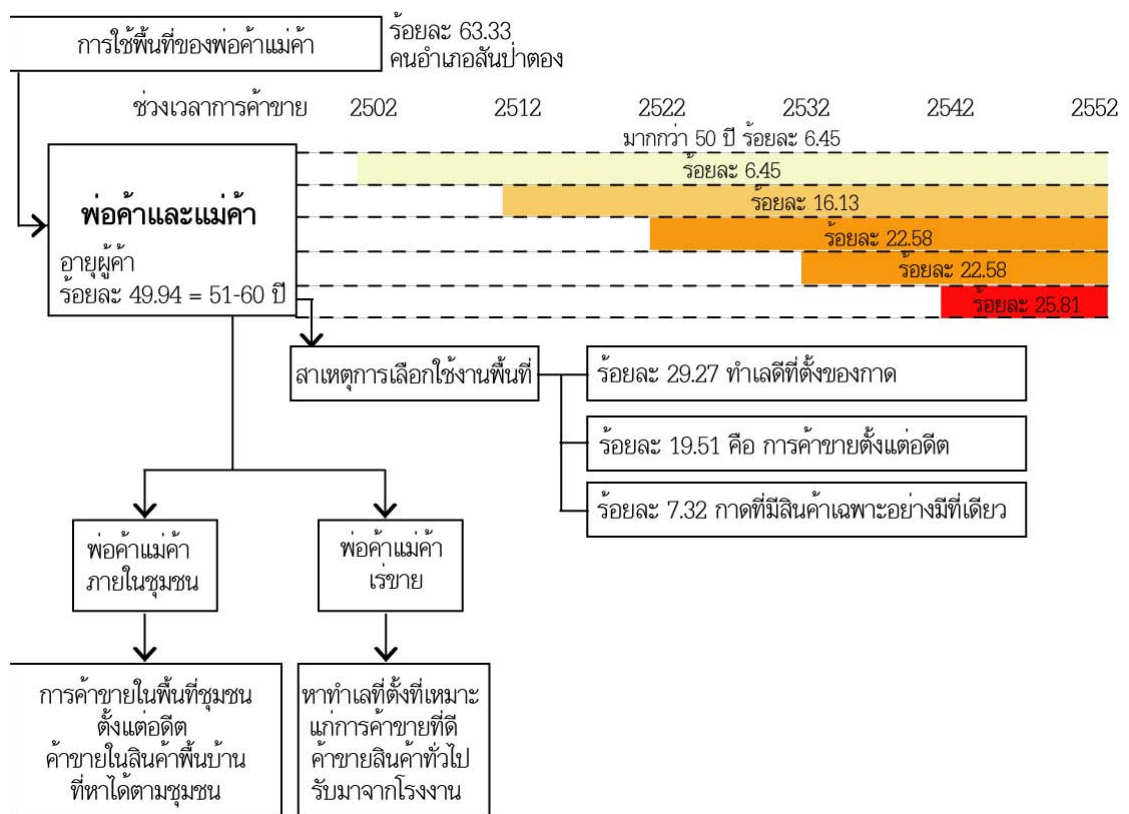 การใช้พื้นที่ของพ่อค้าแม่ค้า
ร้อยละ 63.33
คนอำเภอสันป่าตอง
ช่วงเวลาการค้าขาย 2502 2512 2522 2532 2542 2552
มากกว่า 50 ปี ร้อยละ 6.45
ร้อยละ 6.45
ร้อยละ 16.13
ร้อยละ 22.58
ร้อยละ 22.58
ร้อยละ 25.81
พ่อค้าและแม่ค้า
อายุผู้ค้า
ร้อยละ 49.94 = 51-60 ปี
สาเหตุการเลือกใช้งานพื้นที่
ร้อยละ 29.27 ทำเลดีที่ตั้งของกาด
ร้อยละ 19.51 คือ การค้าขายตั้งแต่อดีต
ร้อยละ 7.32 กาดที่มีสินค้าเฉพาะอย่างมีที่เดียว
พ่อค้าแม่ค้า
ภายในชุมชน
พ่อค้าแม่ค้า
เร่ขาย
การค้าขายในพื้นที่ชุมชน
ตั้งแต่อดีต
ค้าขายในสินค้าพื้นบ้าน
ที่หาได้ตามชุมชน
หาทำเลที่ตั้งที่เหมาะ
แก่การค้าขายที่ดี
ค้าขายสินค้าทั่วไป
รับมาจากโรงงาน